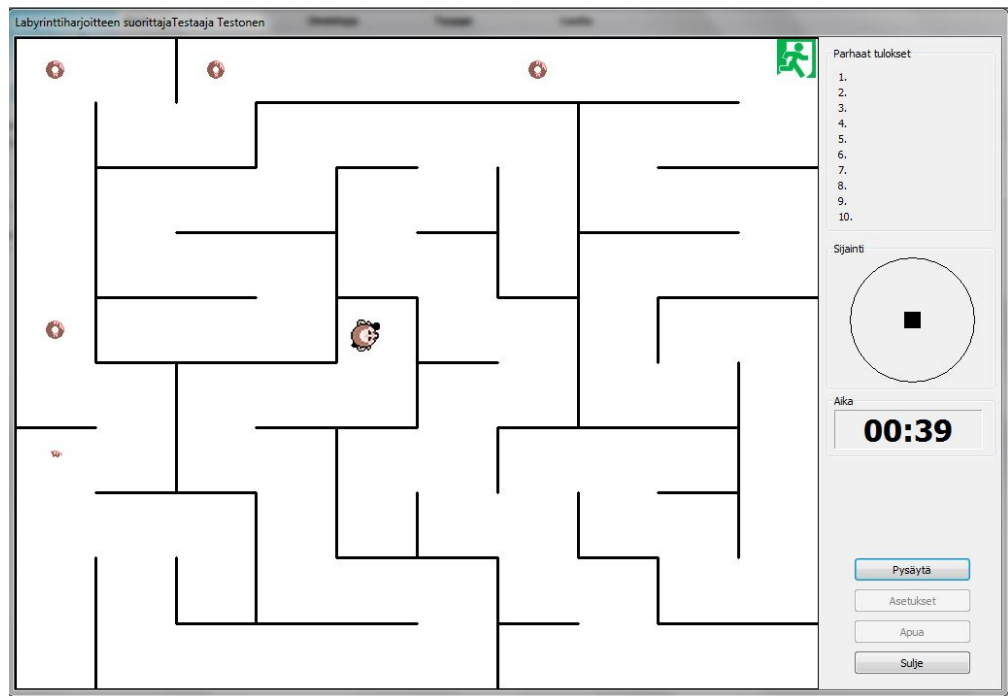 Labyrinttiharjoitteen suorittajaTestaaja Testonen
Parhaat tulokset
1.
2.
3.
4.
5.
6.
7.
8.
9.
10.
Sijainti
Aika
00:39
Pysäytä
Asetukset
Apua
Sulje